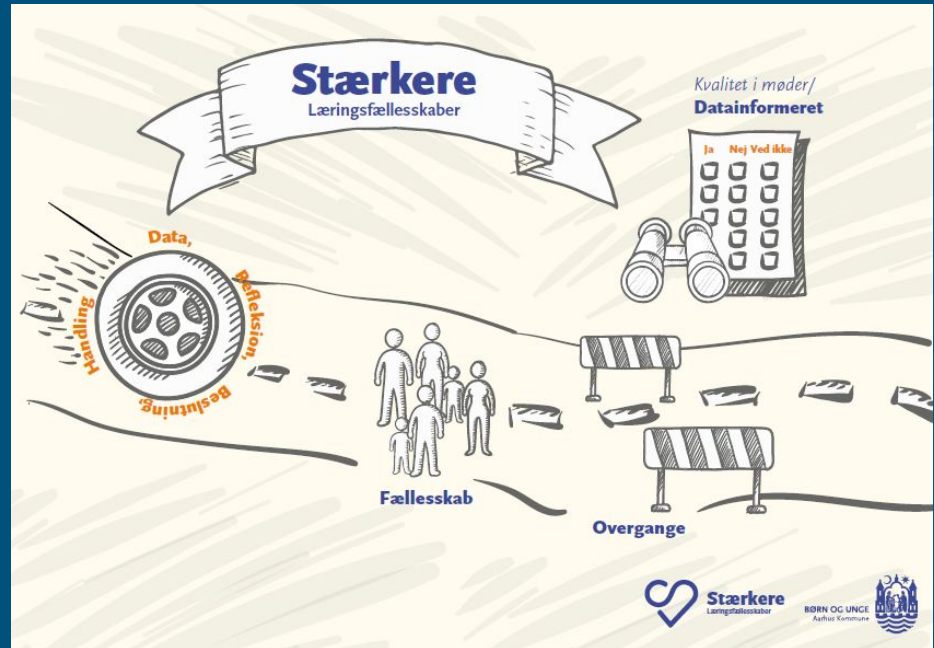 Stærkere
Læringsfællesskaber
Kvalitet i møder/
Datainformeret
Ja Nej Ved ikke
Data,
Refleksion,
Beslutning,
Handling
Fællesskab
Overgange
Stærkere
Læringsfællesskaber
BØRN OG UNGE
Aarhus Kommune